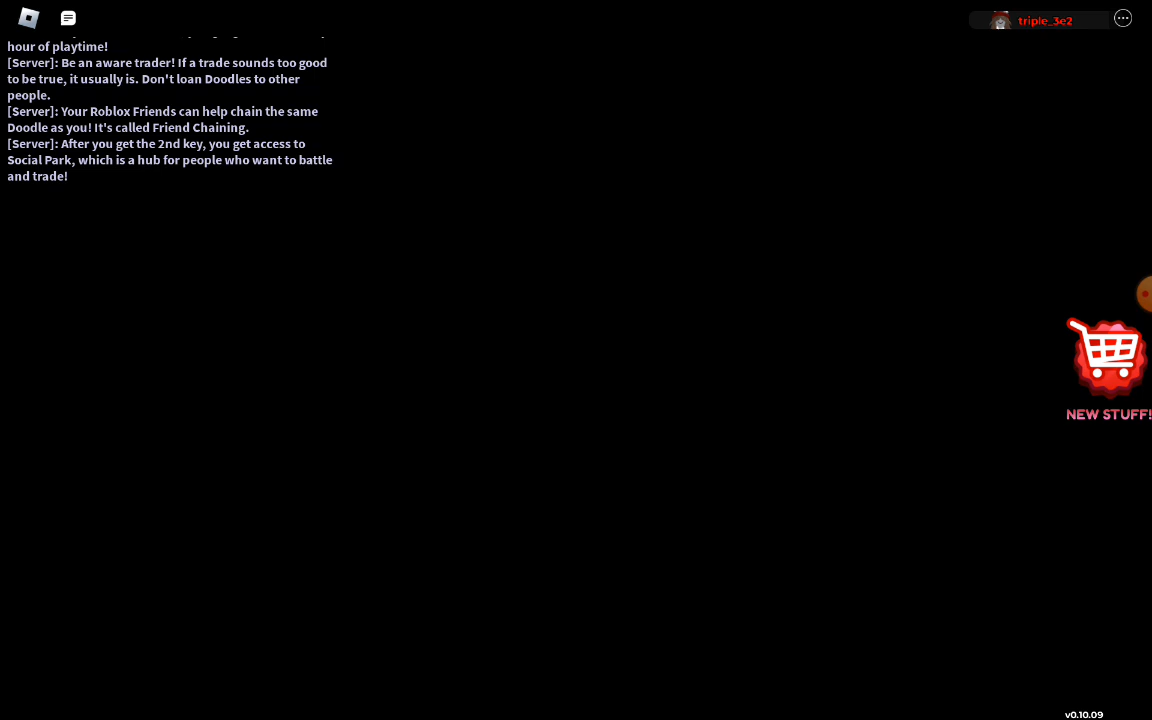 triple_3e2
hour of playtime!
[Server]: Be an aware trader! If a trade sounds too good
to be true, it usually is. Don't loan Doodles to other
people.
[Server]: Your Roblox Friends can help chain the same
Doodle as you! It's called Friend Chaining.
[Server]: After you get the 2nd key, you get access to
Social Park, which is a hub for people who want to battle
and trade!
NEW STUFF!
v0.10.09